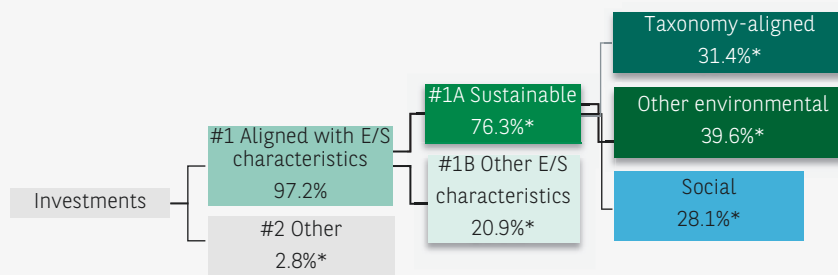 Investments
#1 Aligned with E/S
characteristics
97.2%
#2 Other
2.8%*
#1A Sustainable
76.3%*
#1B Other E/S
characteristics
20.9%*
Taxonomy-aligned
31.4%*
Other environmental
39.6%*
Social
28.1%*